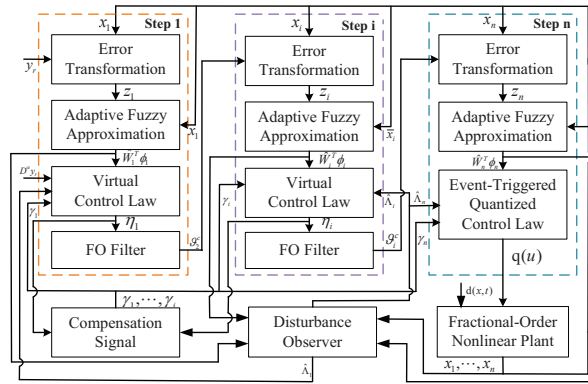 x₁ Step 1 xᵢ Step i xₙ Step n
Error Transformation
Error Transformation
Error Transformation
yᵣ
z₁ zᵢ zₙ
Adaptive Fuzzy Approximation
Adaptive Fuzzy Approximation
Adaptive Fuzzy Approximation
x₁ x̄ᵢ
Ŵ₁ᵀϕ₁ Ŵᵢᵀϕᵢ Ŵₙᵀϕₙ
Virtual Control Law
Virtual Control Law
Event-Triggered Quantized Control Law
γ₁ γᵢ Λ̂ᵢ Λ̂ₙ γₙ
η₁ ηᵢ
FO Filter
FO Filter
q(u)
d(x,t)
γ₁,⋯,γᵢ
Compensation Signal
Disturbance Observer
Fractional-Order Nonlinear Plant
Λ̂₁ x₁,⋯,xₙ